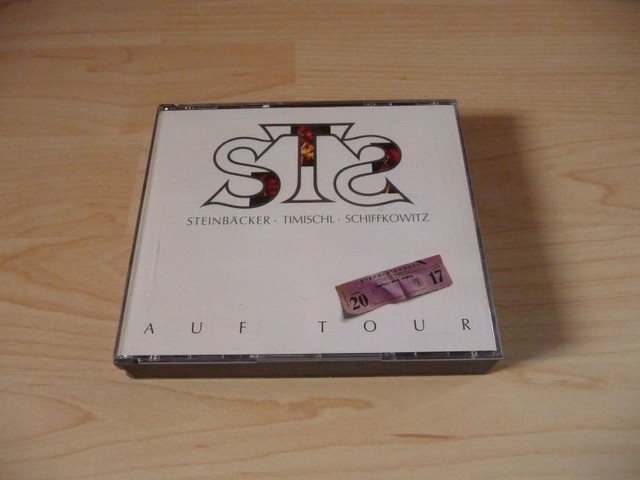 STS
STEINBÄCKER · TIMISCHL · SCHIFFKOWITZ
20 17
AUF TOUR